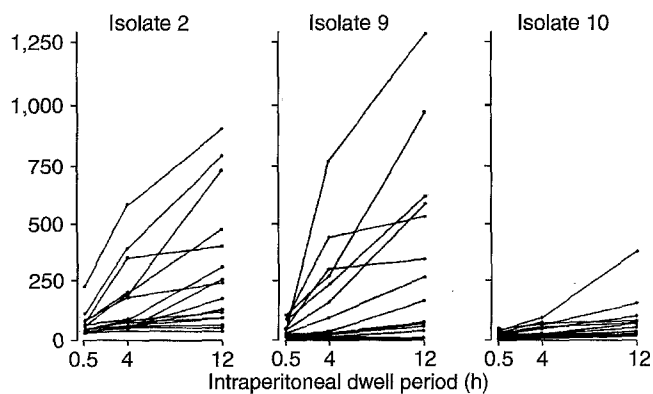 Isolate 2 Isolate 9 Isolate 10
1,250
1,000
750
500
250
0
0.5 4 12 0.5 4 12 0.5 4 12
Intraperitoneal dwell period (h)